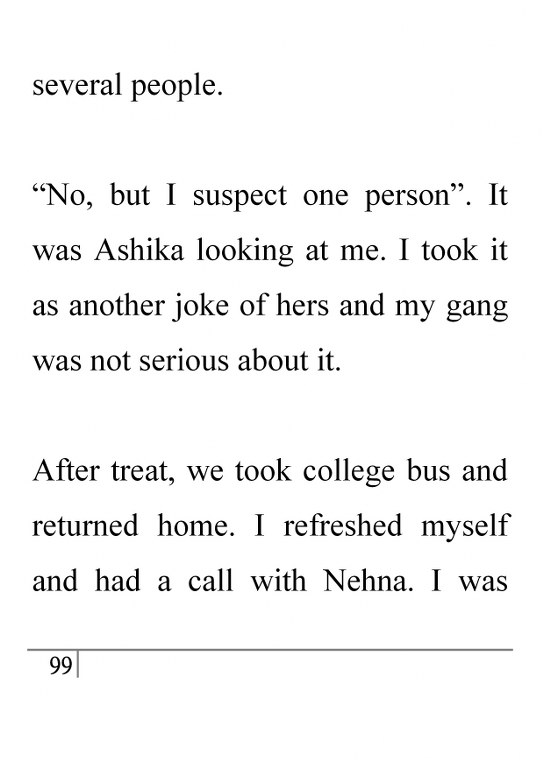 several people.
“No, but I suspect one person”. It
was Ashika looking at me. I took it
as another joke of hers and my gang
was not serious about it.
After treat, we took college bus and
returned home. I refreshed myself
and had a call with Nehna. I was
99